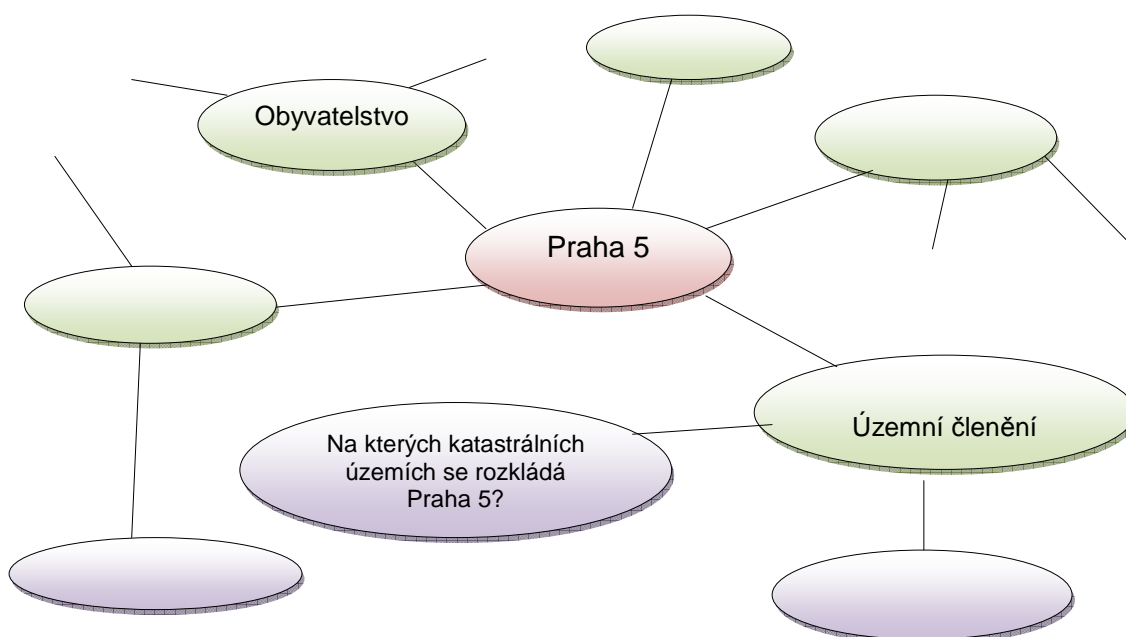 Obyvatelstvo
Praha 5
Územní členění
Na kterých katastrálních
územích se rozkládá
Praha 5?